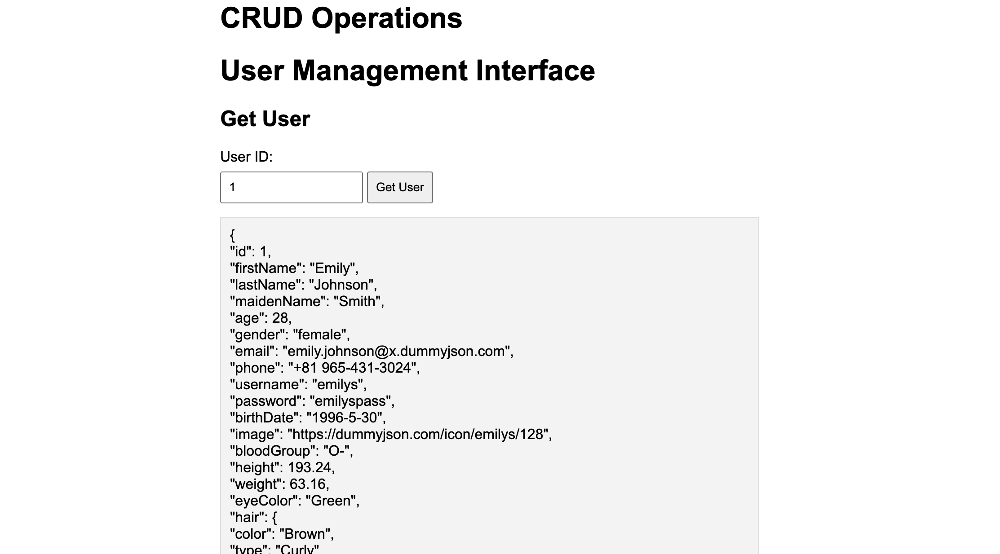 CRUD Operations
User Management Interface
Get User
User ID:
1
Get User
{
"id": 1,
"firstName": "Emily",
"lastName": "Johnson",
"maidenName": "Smith",
"age": 28,
"gender": "female",
"email": "emily.johnson@x.dummyjson.com",
"phone": "+81 965-431-3024",
"username": "emilys",
"password": "emilyspass",
"birthDate": "1996-5-30",
"image": "https://dummyjson.com/icon/emilys/128",
"bloodGroup": "O-",
"height": 193.24,
"weight": 63.16,
"eyeColor": "Green",
"hair": {
"color": "Brown",
"type": "Curly"